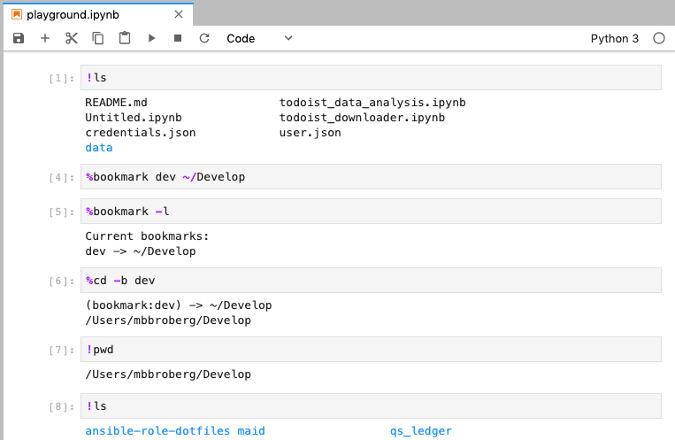 playground.ipynb
Code
Python 3
[1]: !ls
README.md todoist_data_analysis.ipynb
Untitled.ipynb todoist_downloader.ipynb
credentials.json user.json
data
[4]: %bookmark dev ~/Develop
[5]: %bookmark -l
Current bookmarks:
dev -> ~/Develop
[6]: %cd -b dev
(bookmark:dev) -> ~/Develop
/Users/mbbroberg/Develop
[7]: !pwd
/Users/mbbroberg/Develop
[8]: !ls
ansible-role-dotfiles maid qs_ledger